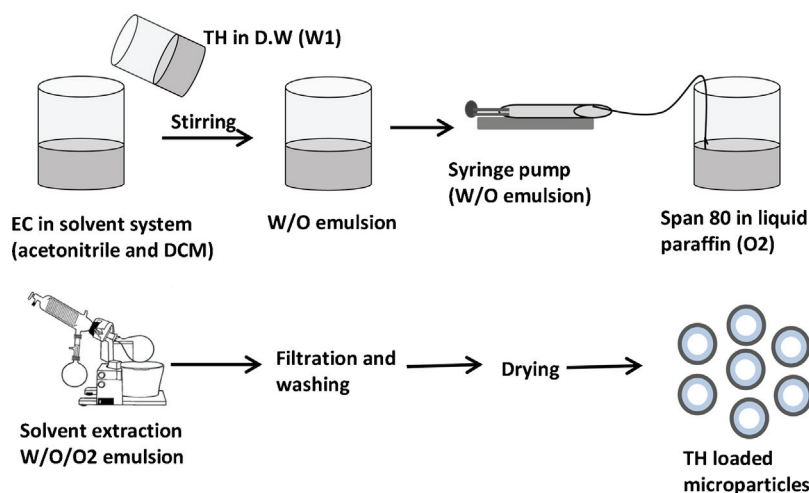 TH in D.W (W1)
Stirring
EC in solvent system
(acetonitrile and DCM)
W/O emulsion
Syringe pump
(W/O emulsion)
Span 80 in liquid
paraffin (O2)
Solvent extraction
W/O/O2 emulsion
Filtration and
washing
Drying
TH loaded
microparticles